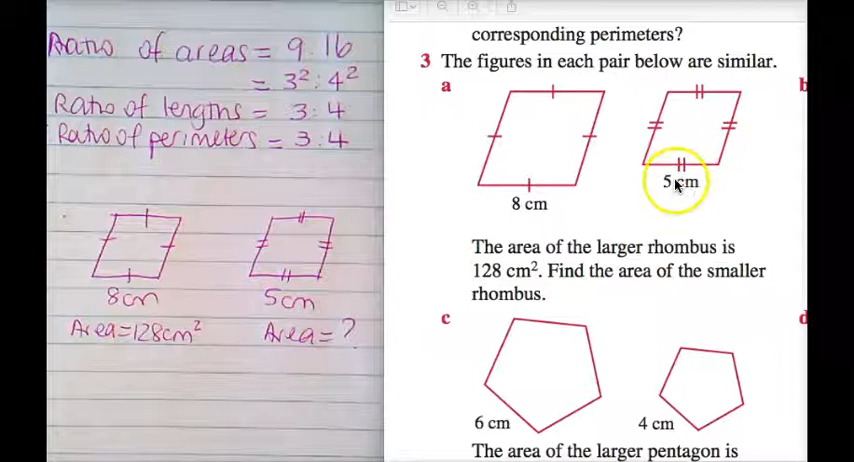 Ratio of areas = 9:16
= 3²:4²
Ratio of lengths = 3:4
Ratio of perimeters = 3:4
8cm
5cm
Area=128cm²
Area=?
corresponding perimeters?
3 The figures in each pair below are similar.
a
b
8 cm
5 cm
The area of the larger rhombus is
128 cm². Find the area of the smaller
rhombus.
c
d
6 cm
4 cm
The area of the larger pentagon is